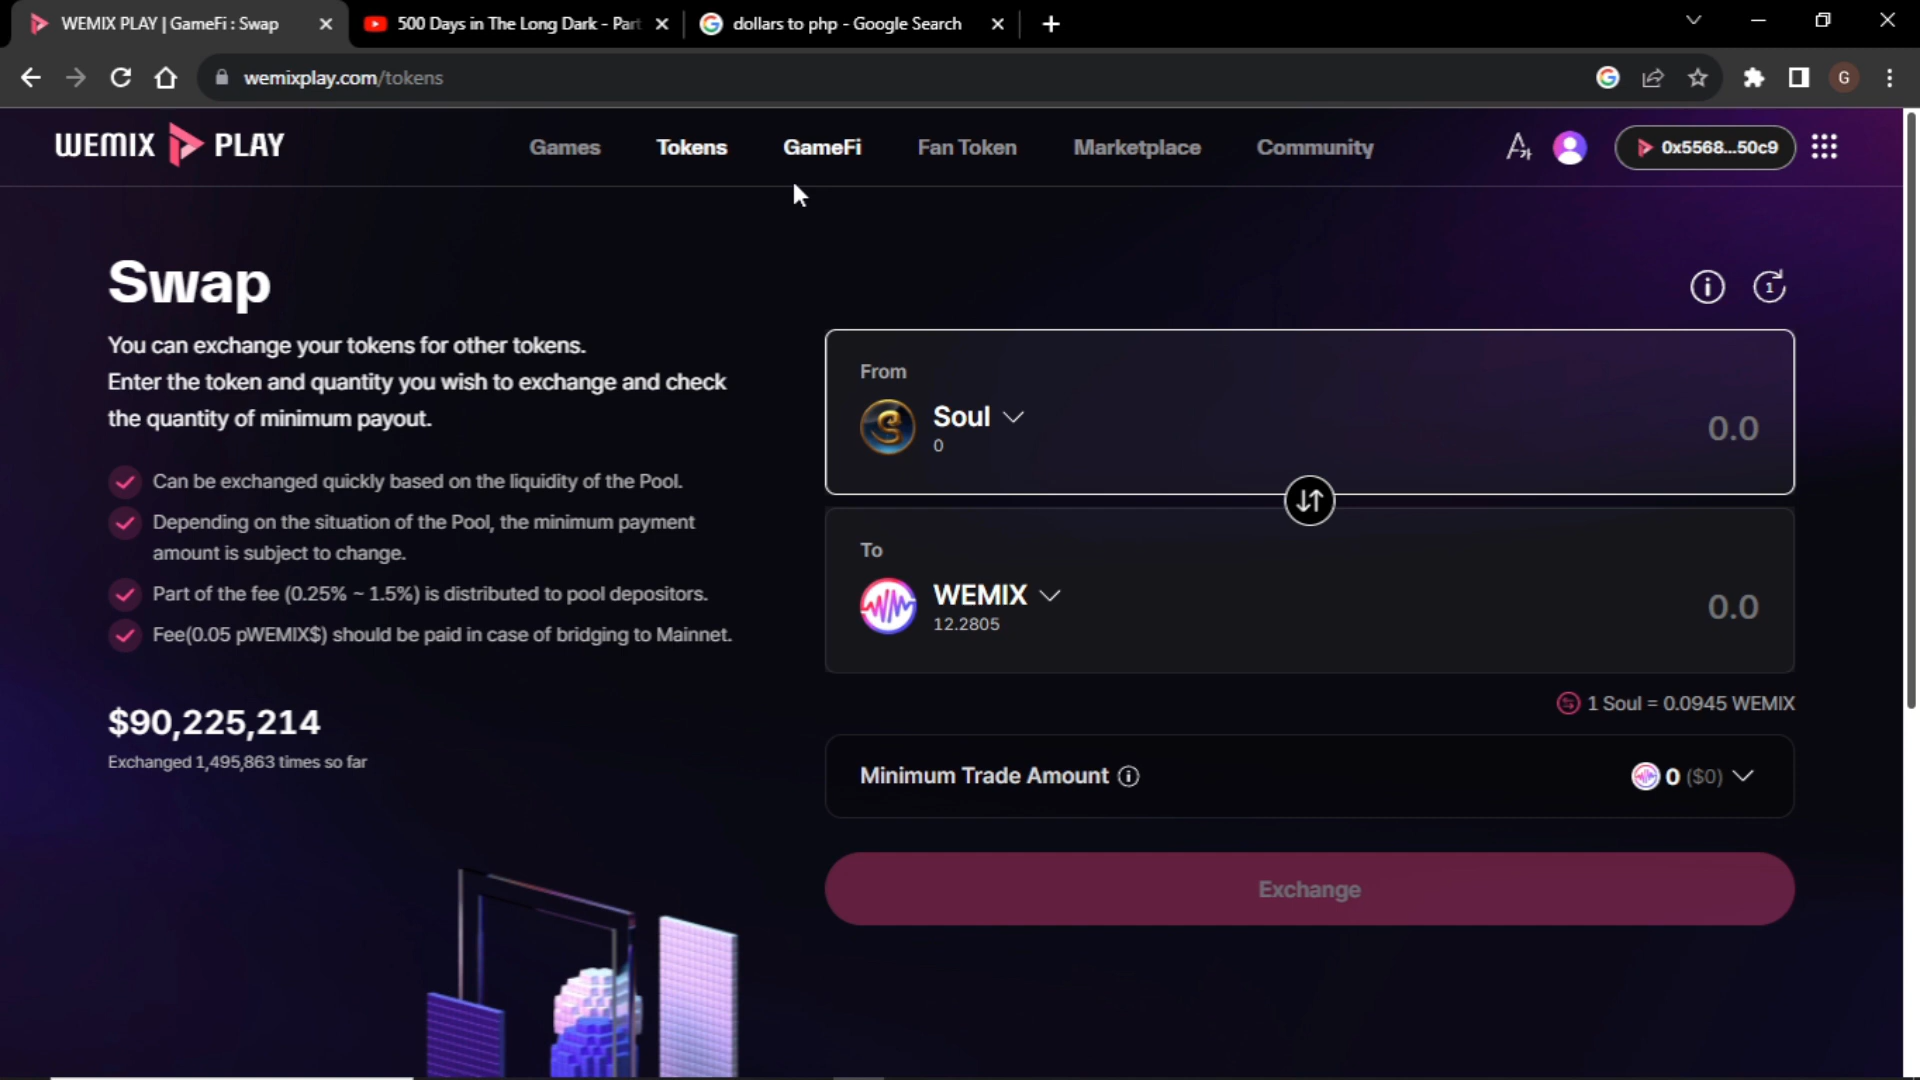 WEMIX PLAY | GameFi : Swap
500 Days in The Long Dark - Part
dollars to php - Google Search
wemixplay.com/tokens
G
WEMIX PLAY
Games
Tokens
GameFi
Fan Token
Marketplace
Community
0x5568...50c9
Swap
You can exchange your tokens for other tokens.
Enter the token and quantity you wish to exchange and check
the quantity of minimum payout.
Can be exchanged quickly based on the liquidity of the Pool.
Depending on the situation of the Pool, the minimum payment
amount is subject to change.
Part of the fee (0.25% ~ 1.5%) is distributed to pool depositors.
Fee(0.05 pWEMIX$) should be paid in case of bridging to Mainnet.
$90,225,214
Exchanged 1,495,863 times so far
1
From
Soul
0
0.0
To
WEMIX
12.2805
0.0
1 Soul = 0.0945 WEMIX
Minimum Trade Amount
0 ($0)
Exchange